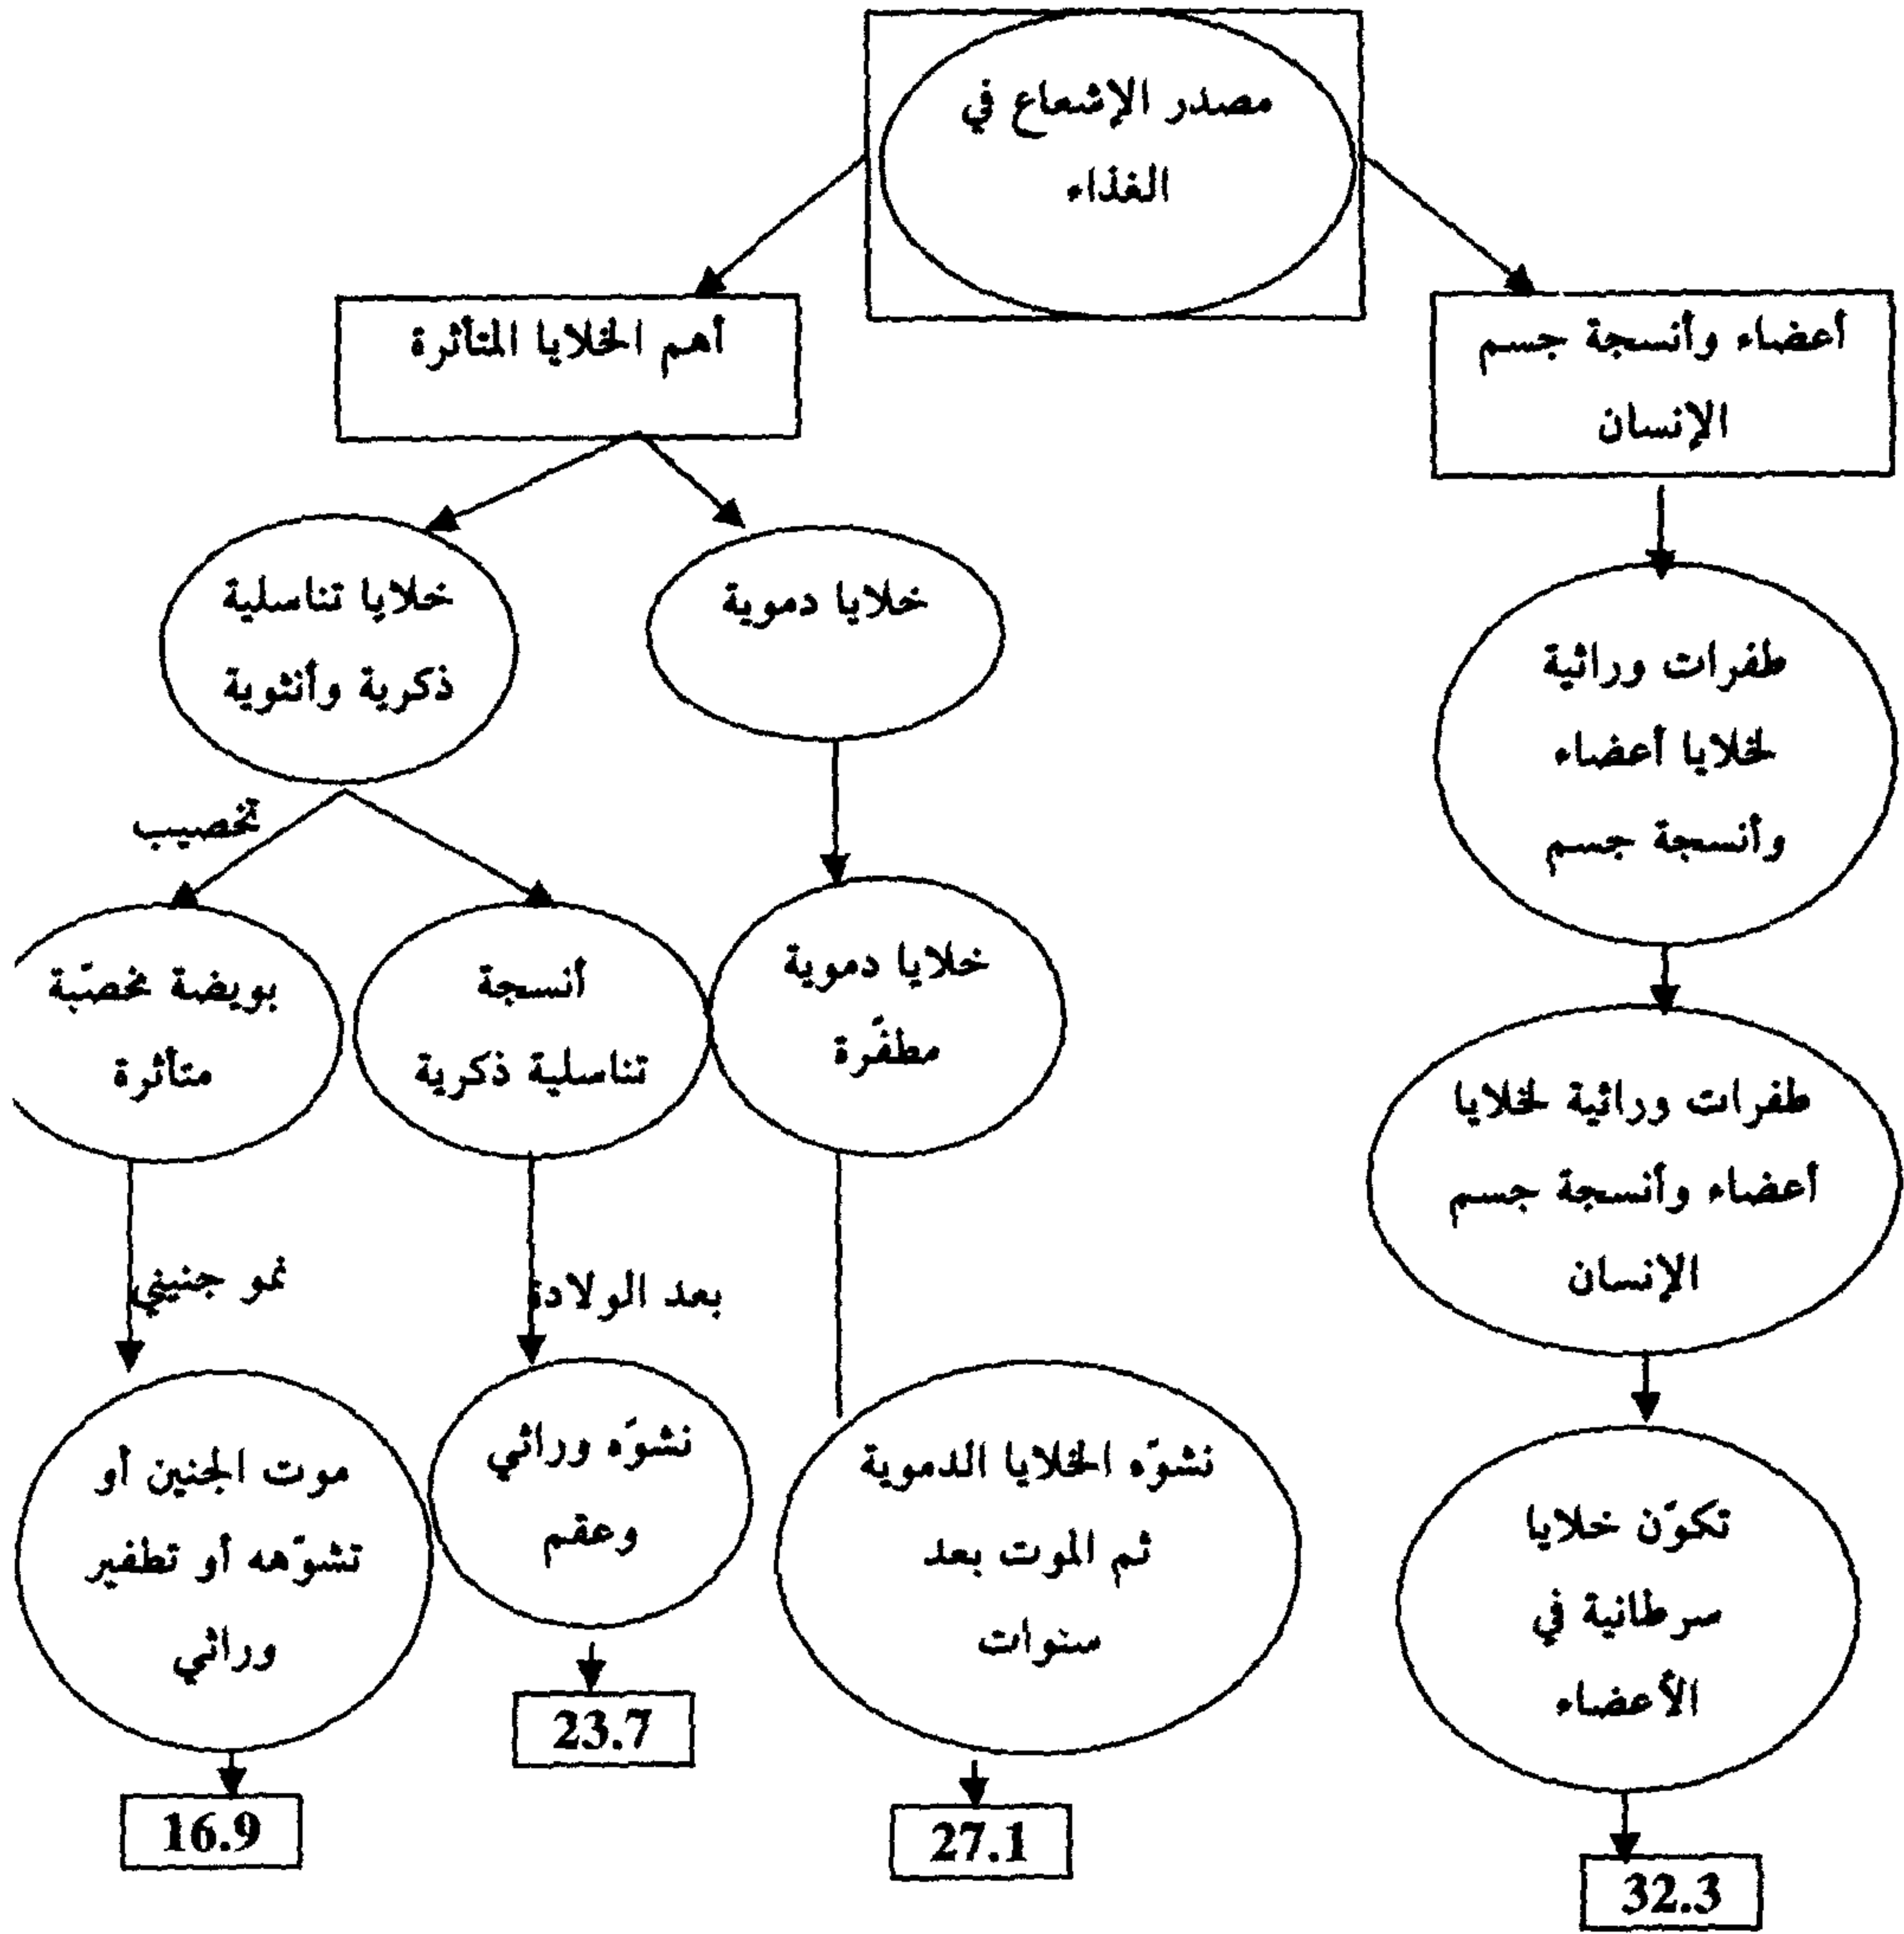 مصدر الإشعاع في
الغذاء
أعضاء وأنسجة جسم
الإنسان
أهم الخلايا المتأثرة
طفرات وراثية
لخلايا أعضاء
وأنسجة جسم
خلايا دموية
خلايا تناسلية
ذكرية وأنثوية
تخصيب
طفرات وراثية لخلايا
أعضاء وأنسجة جسم
الإنسان
خلايا دموية
مطفّرة
أنسجة
تناسلية ذكرية
بويضة مخصّبة
متأثرة
بعد الولادة
نمو جنيني
تكوّن خلايا
سرطانية في
الأعضاء
نشوّه الخلايا الدموية
ثم الموت بعد
سنوات
نشوّه وراثي
وعقم
موت الجنين أو
تشوّهه أو تطفير
وراثي
32.3
27.1
23.7
16.9